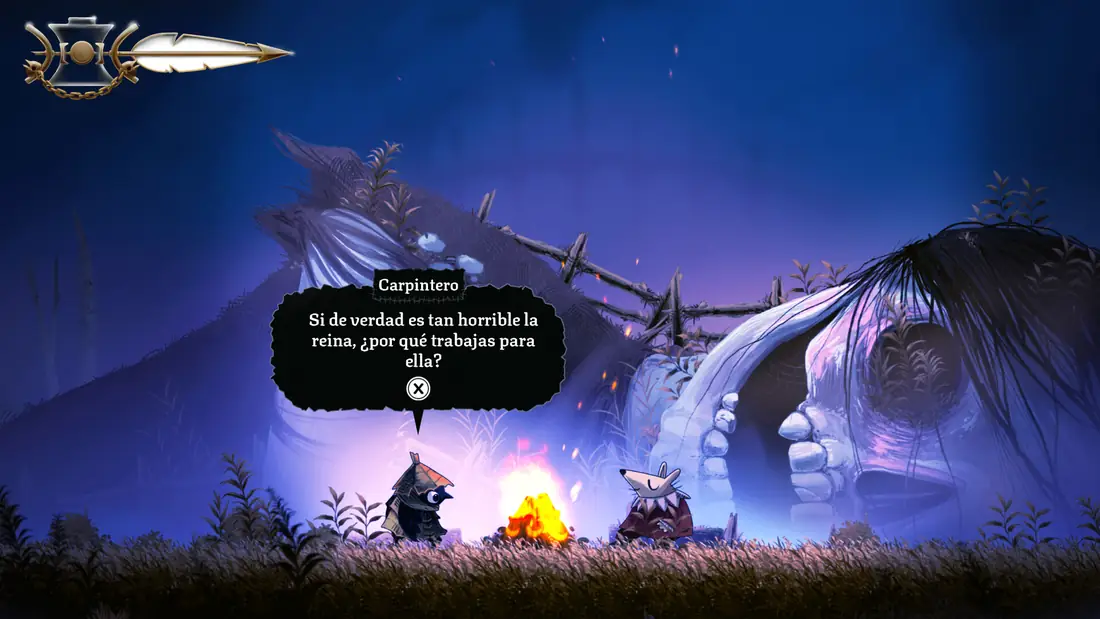 Carpintero
Si de verdad es tan horrible la
reina, ¿por qué trabajas para
ella?
X